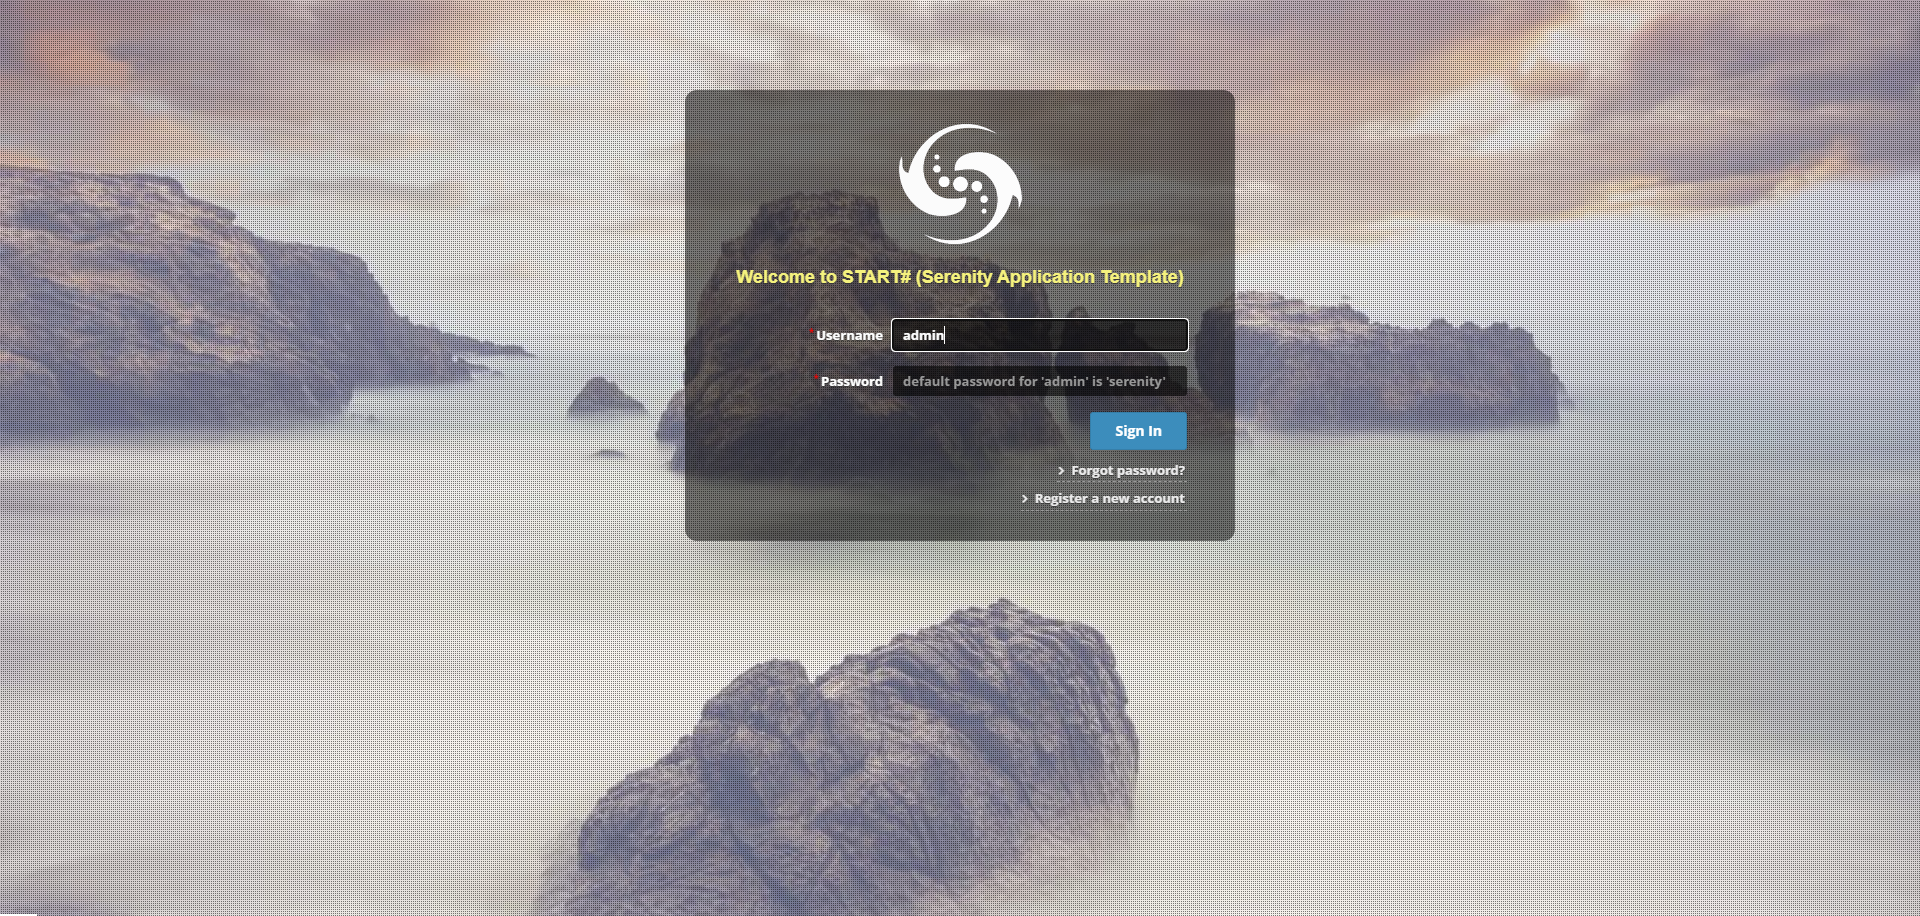 Welcome to START# (Serenity Application Template)
*Username admin
*Password default password for 'admin' is 'serenity'
Sign In
Forgot password?
Register a new account